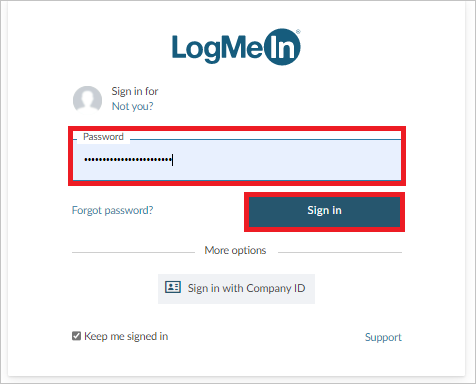 LogMeIn®
Sign in for
Not you?
Password
Forgot password?
Sign in
More options
Sign in with Company ID
Keep me signed in
Support